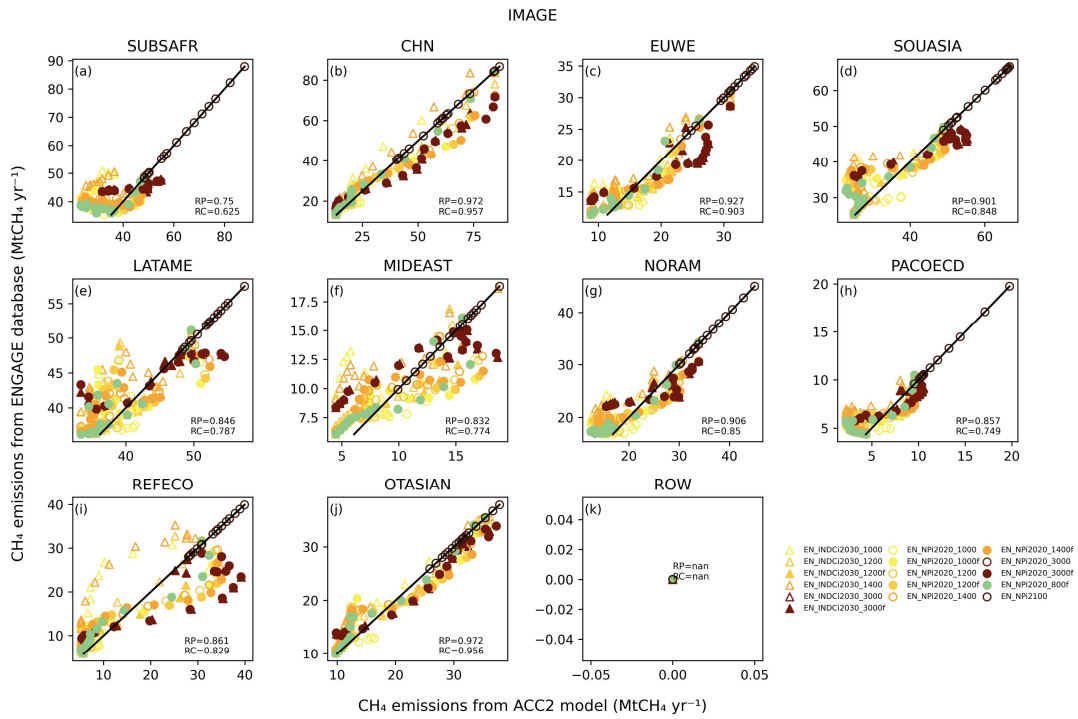 IMAGE
SUBSAFR
CHN
EUWE
SOUASIA
(a)
90
80
70
60
50
40
40
60
80
RP=0.75
RC=0.625
(b)
80
60
40
20
25
50
75
RP=0.972
RC=0.957
(c)
35
30
25
20
15
10
20
30
RP=0.927
RC=0.903
(d)
60
50
40
30
40
60
RP=0.901
RC=0.848
LATAME
MIDEAST
NORAM
PACOECD
(e)
55
50
45
40
40
50
RP=0.846
RC=0.787
(f)
17.5
15.0
12.5
10.0
7.5
5
10
15
RP=0.832
RC=0.774
(g)
40
30
20
20
30
40
RP=0.906
RC=0.85
(h)
20
15
10
5
5
10
15
20
RP=0.857
RC=0.749
REFECO
OTASIAN
ROW
(i)
40
30
20
10
10
20
30
40
RP=0.861
RC=0.829
(j)
30
20
10
10
20
30
RP=0.972
RC=0.956
(k)
0.04
0.02
0.00
−0.02
−0.04
−0.05
0.00
0.05
RP=nan
RC=nan
EN_INDCi2030_1000
EN_INDCi2030_1200
EN_INDCi2030_1200f
EN_INDCi2030_1400
EN_INDCi2030_3000
EN_INDCi2030_3000f
EN_NPi2020_1000
EN_NPi2020_1000f
EN_NPi2020_1200
EN_NPi2020_1200f
EN_NPi2020_1400
EN_NPi2020_1400f
EN_NPi2020_3000
EN_NPi2020_3000f
EN_NPi2020_800f
EN_NPi2100
CH₄ emissions from ENGAGE database (MtCH₄ yr⁻¹)
CH₄ emissions from ACC2 model (MtCH₄ yr⁻¹)